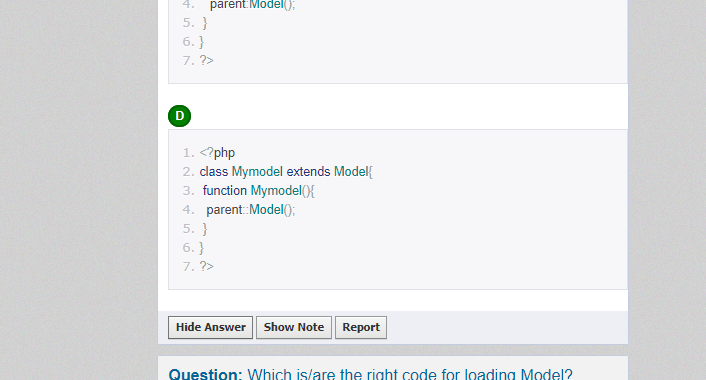 4. parent:Model();
5. }
6. }
7. ?>
D
1. <?php
2. class Mymodel extends Model{
3. function Mymodel(){
4. parent::Model();
5. }
6. }
7. ?>
Hide Answer Show Note Report
Question: Which is/are the right code for loading Model?